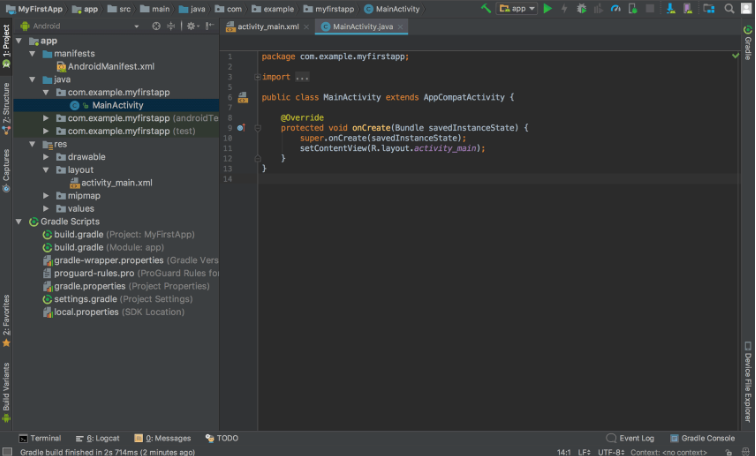 MyFirstApp app src main java com example myfirstapp MainActivity app
Android
activity_main.xml MainActivity.java
1: Project
Z: Structure
Captures
2: Favorites
Build Variants
app
manifests
AndroidManifest.xml
java
com.example.myfirstapp
MainActivity
com.example.myfirstapp (androidTe
com.example.myfirstapp (test)
res
drawable
layout
activity_main.xml
mipmap
values
Gradle Scripts
build.gradle (Project: MyFirstApp)
build.gradle (Module: app)
gradle-wrapper.properties (Gradle Vers
proguard-rules.pro (ProGuard Rules for
gradle.properties (Project Properties)
settings.gradle (Project Settings)
local.properties (SDK Location)
1 package com.example.myfirstapp;
2
3 import ...
5
6 public class MainActivity extends AppCompatActivity {
7
8 @Override
9 protected void onCreate(Bundle savedInstanceState) {
10 super.onCreate(savedInstanceState);
11 setContentView(R.layout.activity_main);
12 }
13 }
14
Gradle
Device File Explorer
Terminal 6: Logcat 0: Messages TODO Event Log Gradle Console
Gradle build finished in 2s 714ms (2 minutes ago) 14:1 LF UTF-8 Context: <no context>